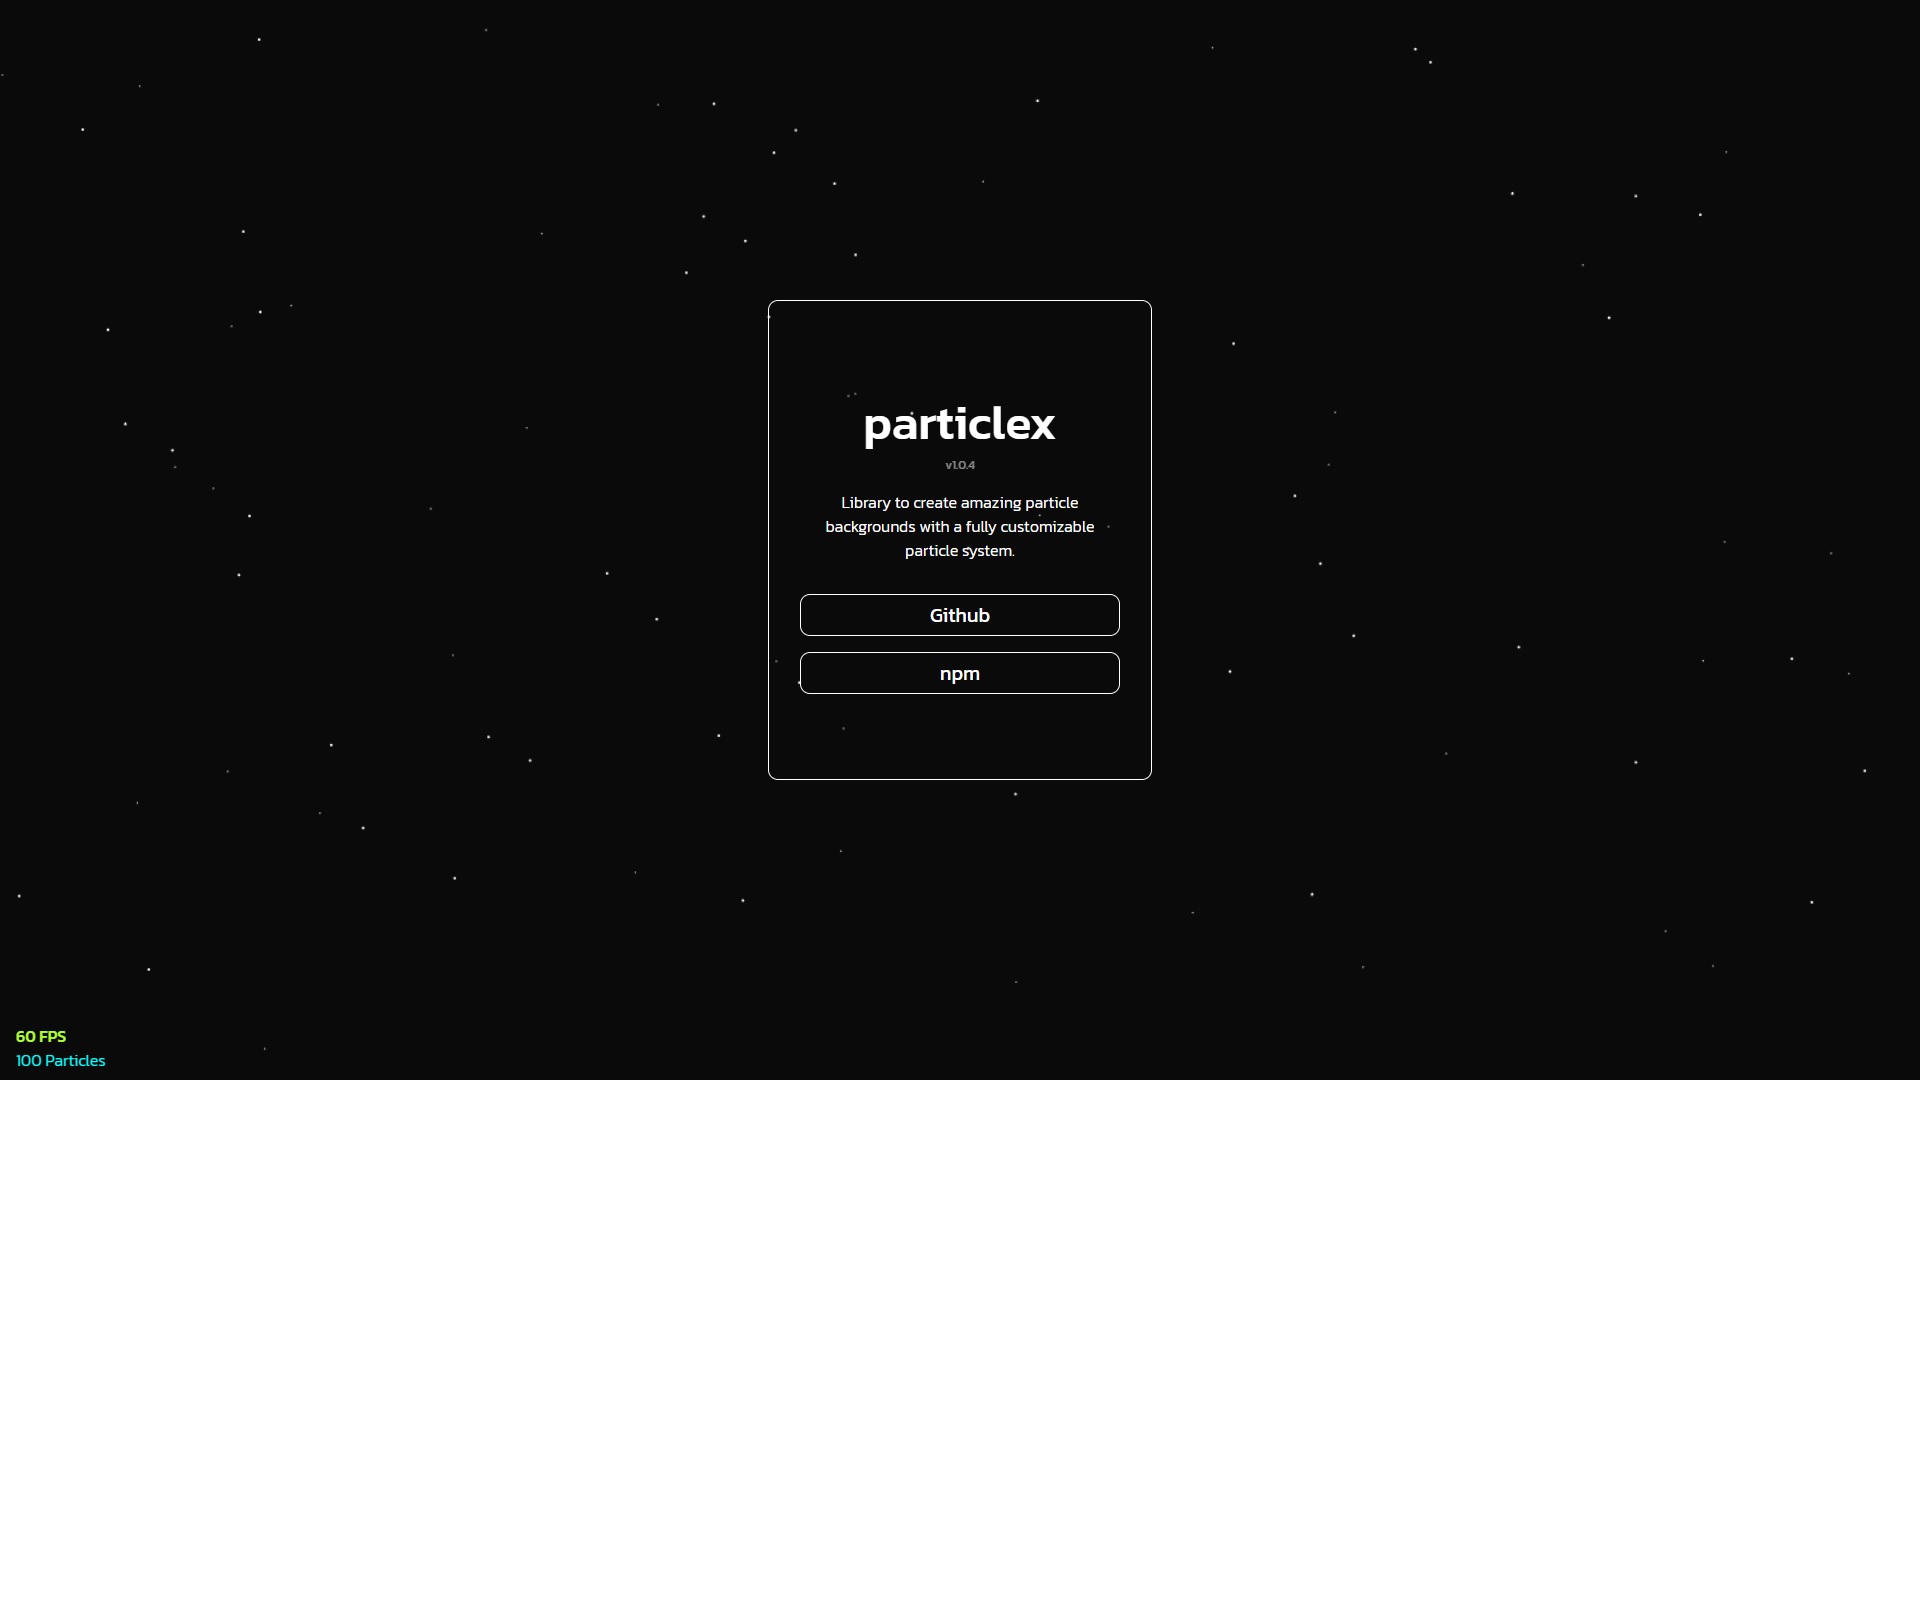 particlex
v1.0.4
Library to create amazing particle
backgrounds with a fully customizable
particle system.
Github
npm
60 FPS
100 Particles